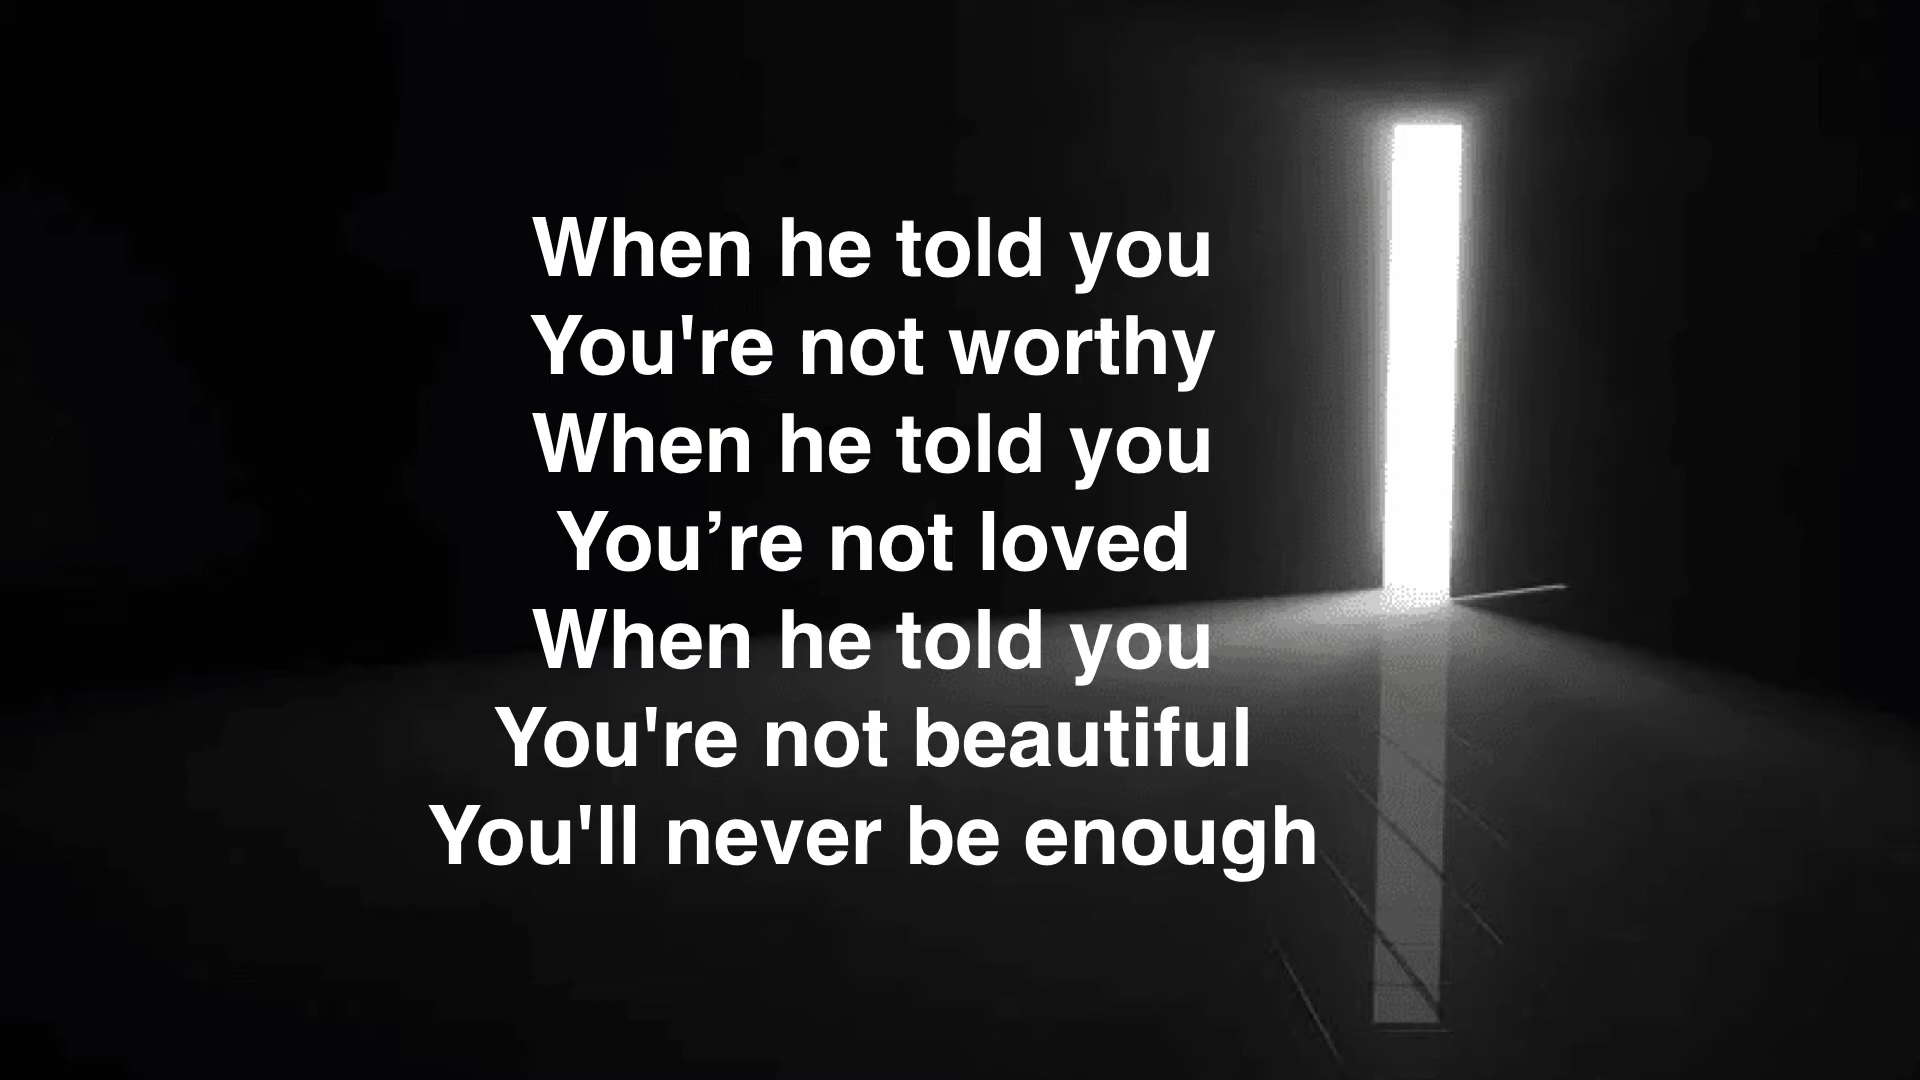 When he told you
You're not worthy
When he told you
You’re not loved
When he told you
You're not beautiful
You'll never be enough